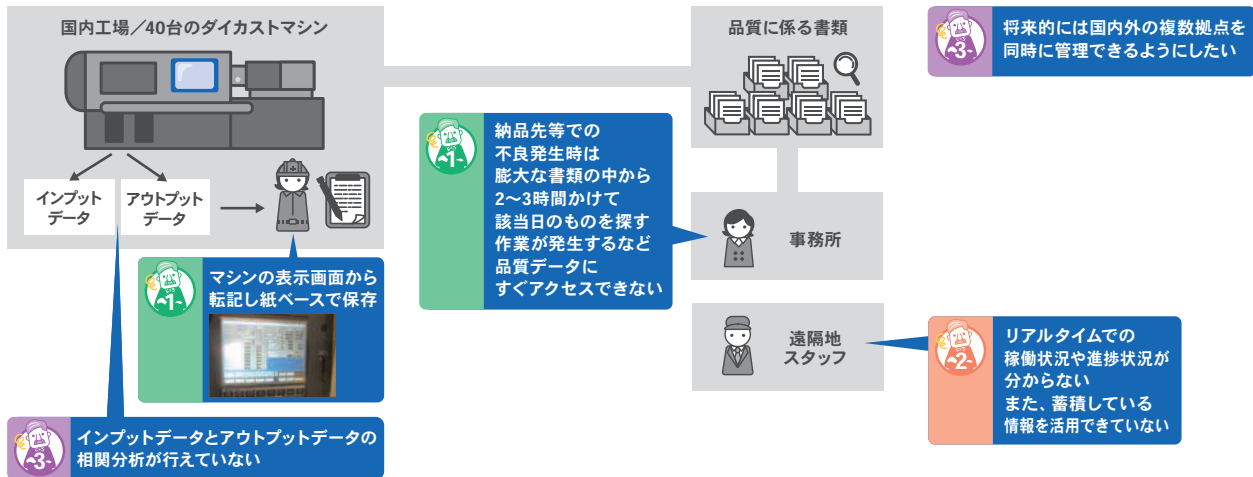 国内工場/40台のダイカストマシン
インプット
データ
アウトプット
データ
~1~
マシンの表示画面から
転記し紙ベースで保存
~3~
インプットデータとアウトプットデータの
相関分析が行えていない
品質に係る書類
~1~
納品先等での
不良発生時は
膨大な書類の中から
2〜3時間かけて
該当日のものを探す
作業が発生するなど
品質データに
すぐアクセスできない
事務所
遠隔地
スタッフ
~3~
将来的には国内外の複数拠点を
同時に管理できるようにしたい
~2~
リアルタイムでの
稼働状況や進捗状況が
分からない
また、蓄積している
情報を活用できていない